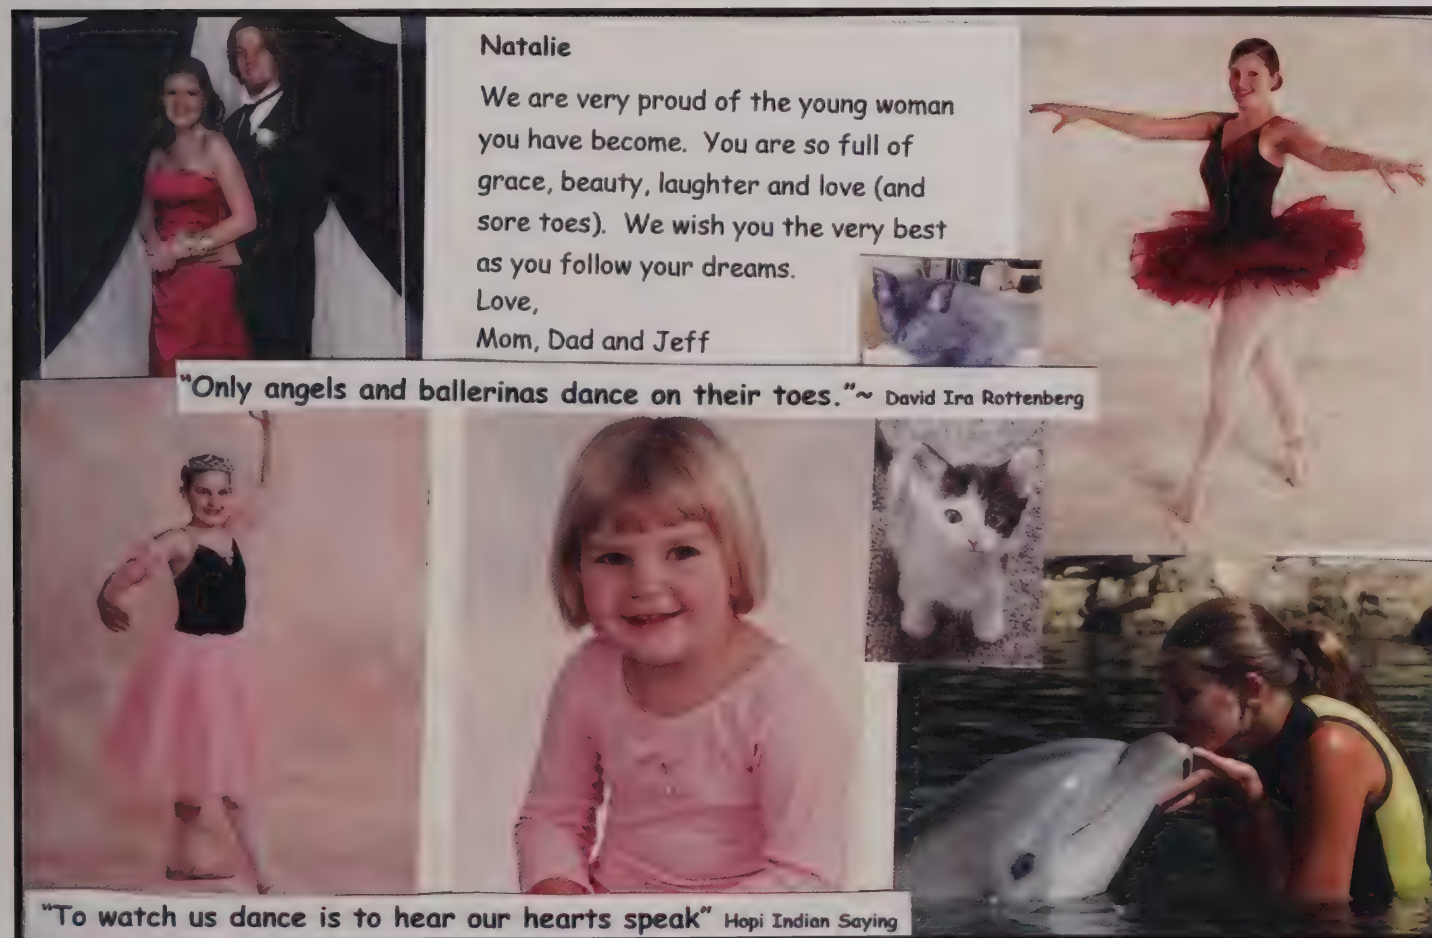 Natalie
We are very proud of the young woman
you have become. You are so full of
grace, beauty, laughter and love (and
sore toes). We wish you the very best
as you follow your dreams.
Love,
Mom, Dad and Jeff
"Only angels and ballerinas dance on their toes."~ David Ira Rottenberg
"To watch us dance is to hear our hearts speak" Hopi Indian Saying